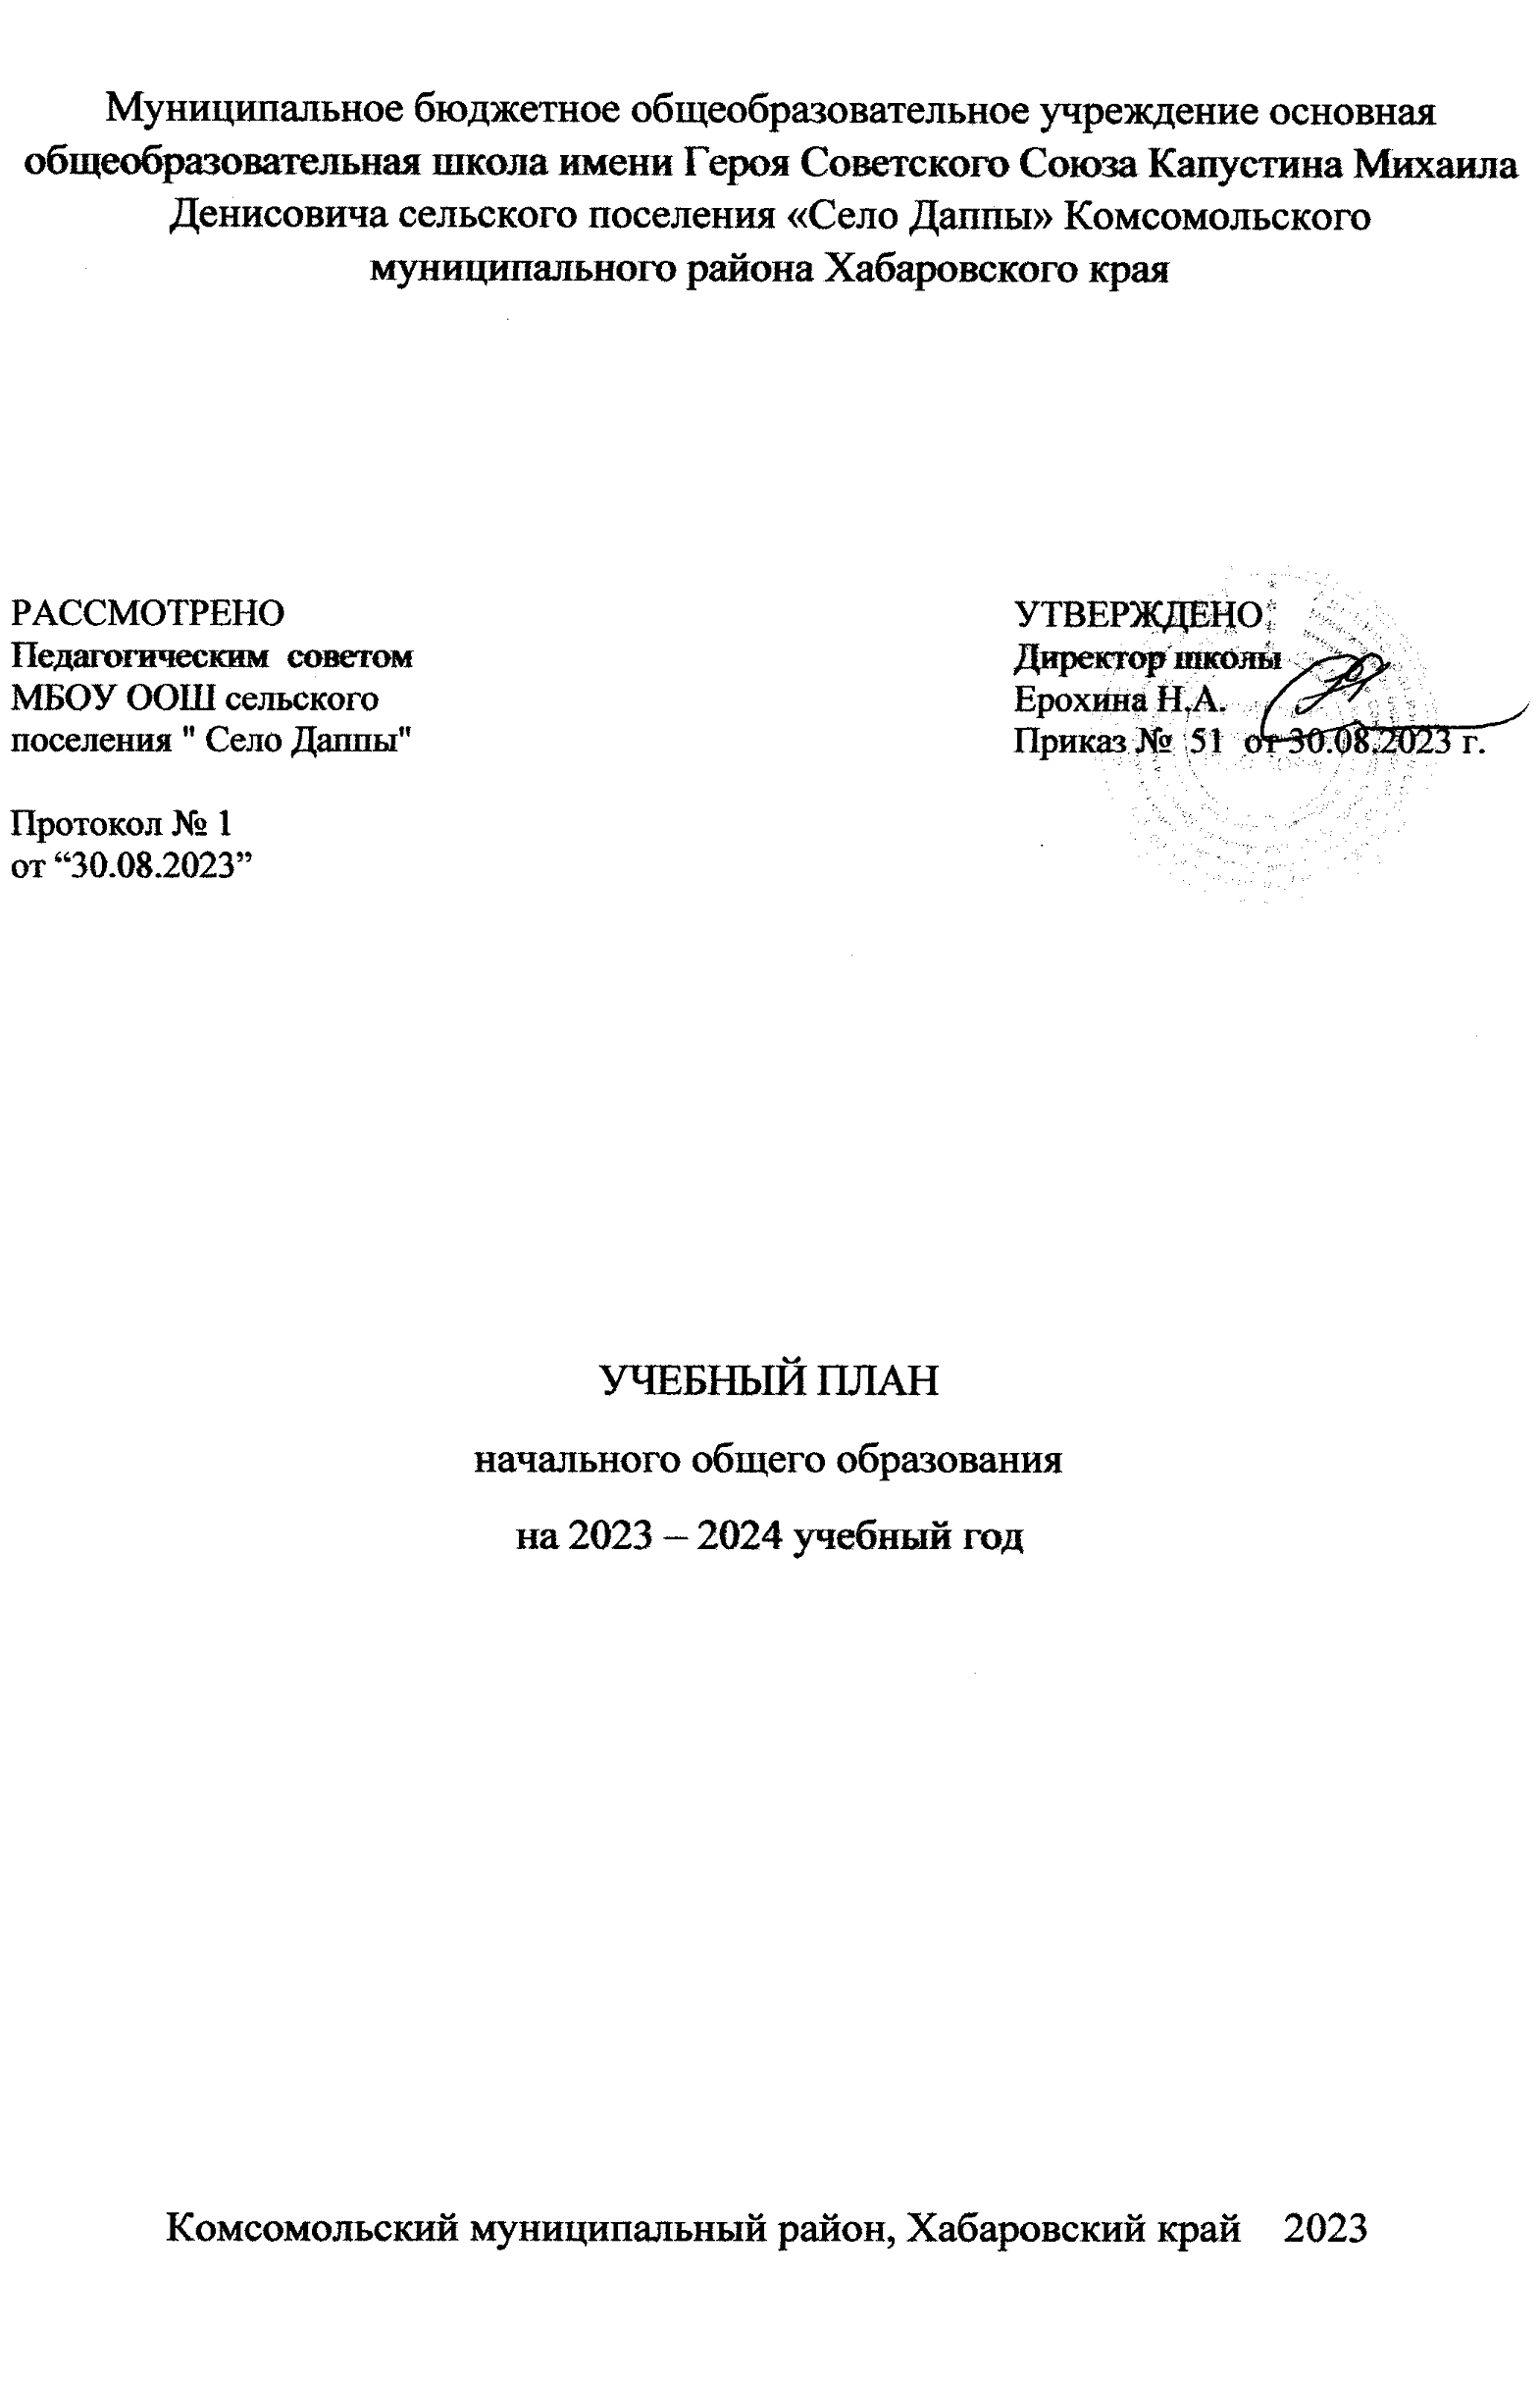 Муниципальное бюджетное общеобразовательное учреждение основная
общеобразовательная школа имени Героя Советского Союза Капустина Михаила
Денисовича сельского поселения «Село Даппы» Комсомольского
муниципального района Хабаровского края
РАССМОТРЕНО
Педагогическим советом
МБОУ ООШ сельского
поселения " Село Даппы"
Протокол № 1
от “30.08.2023”
УТВЕРЖДЕНО
Директор школы
Ерохина Н.А.
Приказ № 51 от 30.08.2023 г.
УЧЕБНЫЙ ПЛАН
начального общего образования
на 2023 – 2024 учебный год
Комсомольский муниципальный район, Хабаровский край 2023